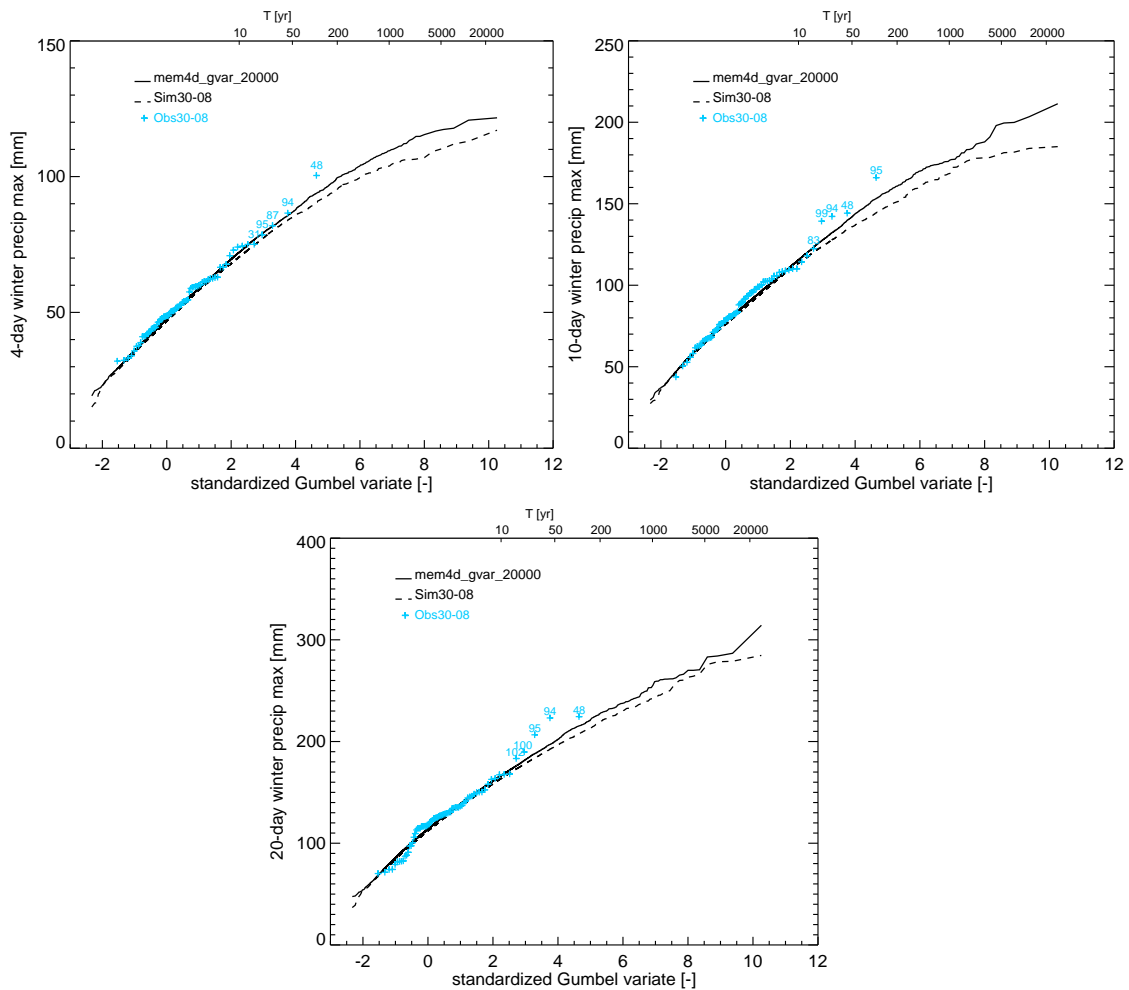 T [yr]
10 50 200 1000 5000 20000
150
100
50
0
4-day winter precip max [mm]
mem4d_gvar_20000
Sim30-08
Obs30-08
48
94
87
95
31
-2 0 2 4 6 8 10 12
standardized Gumbel variate [-]
T [yr]
10 50 200 1000 5000 20000
250
200
150
100
50
0
10-day winter precip max [mm]
mem4d_gvar_20000
Sim30-08
Obs30-08
95
48
94
99
83
-2 0 2 4 6 8 10 12
standardized Gumbel variate [-]
T [yr]
10 50 200 1000 5000 20000
400
300
200
100
0
20-day winter precip max [mm]
mem4d_gvar_20000
Sim30-08
Obs30-08
94
48
95
100
102
-2 0 2 4 6 8 10 12
standardized Gumbel variate [-]